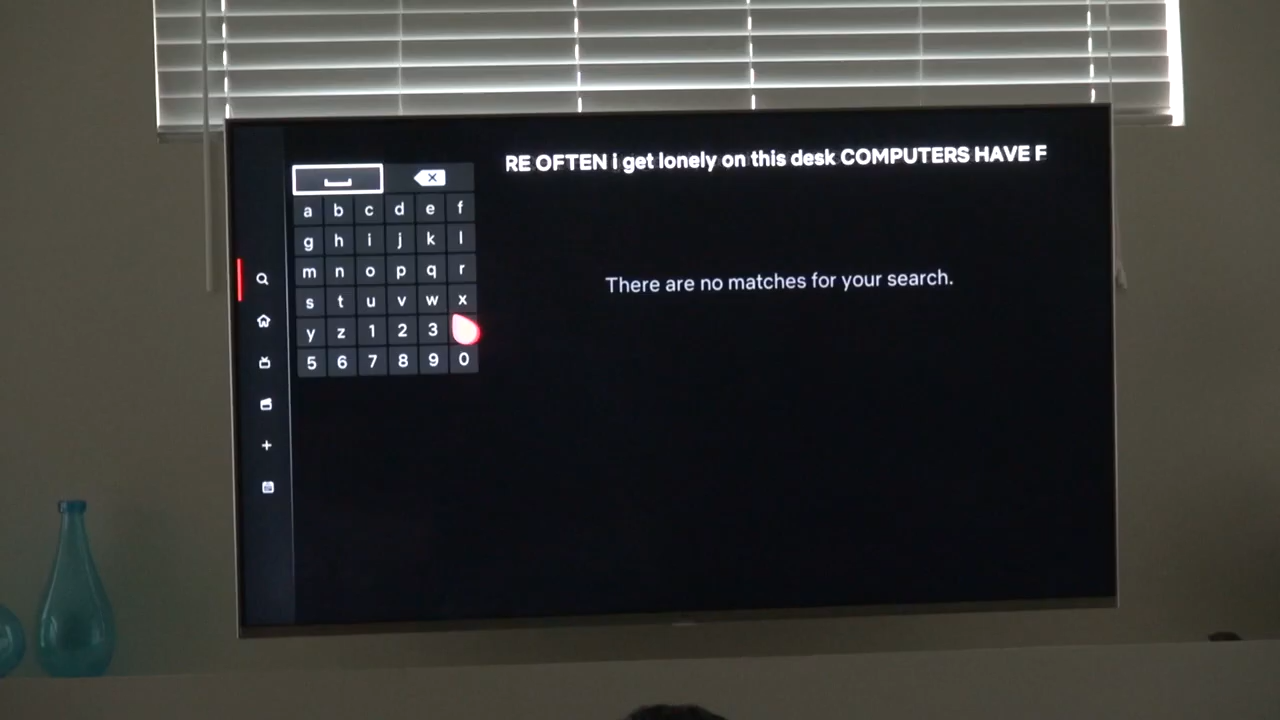 RE OFTEN i get lonely on this desk COMPUTERS HAVE F
a b c d e f
g h i j k l
m n o p q r
s t u v w x
y z 1 2 3
5 6 7 8 9 0
There are no matches for your search.